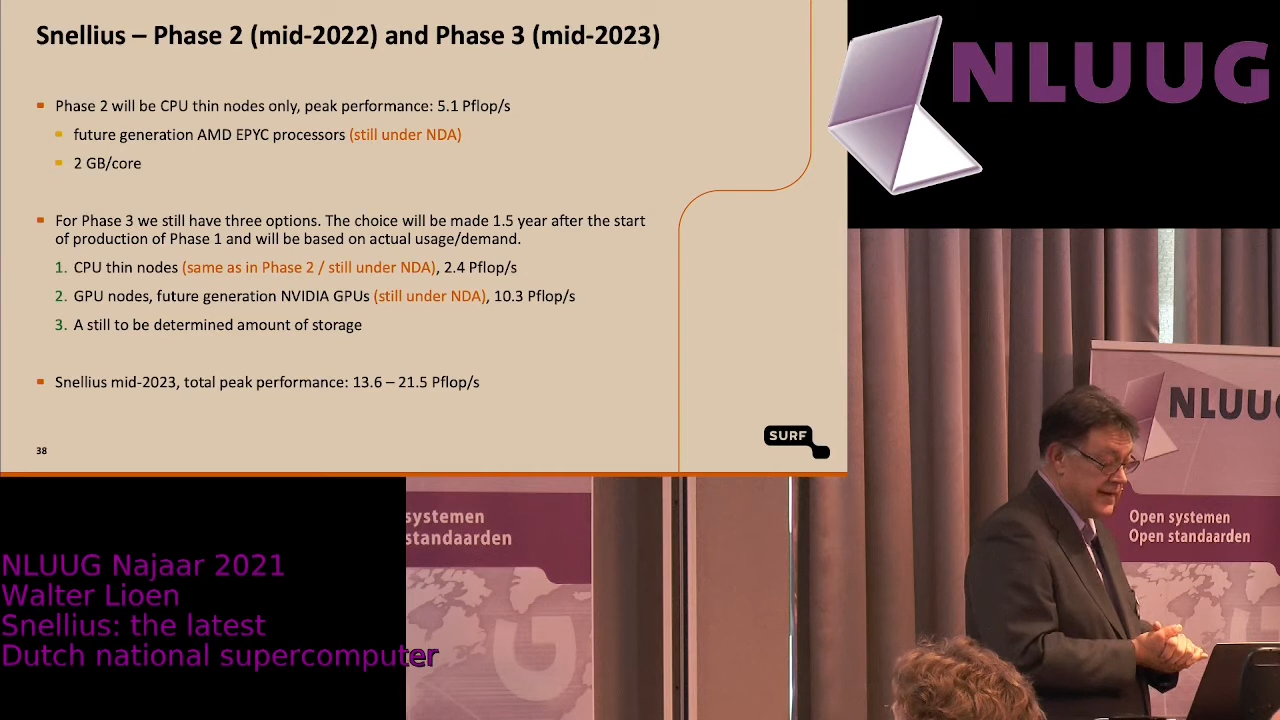 Snellius – Phase 2 (mid-2022) and Phase 3 (mid-2023)
Phase 2 will be CPU thin nodes only, peak performance: 5.1 Pflop/s
future generation AMD EPYC processors (still under NDA)
2 GB/core
For Phase 3 we still have three options. The choice will be made 1.5 year after the start
of production of Phase 1 and will be based on actual usage/demand.
1. CPU thin nodes (same as in Phase 2 / still under NDA), 2.4 Pflop/s
2. GPU nodes, future generation NVIDIA GPUs (still under NDA), 10.3 Pflop/s
3. A still to be determined amount of storage
Snellius mid-2023, total peak performance: 13.6 – 21.5 Pflop/s
38
SURF
NLUUG
NLUUG
Open systemen
Open standaarden
systemen
standaarden
G
NLUUG Najaar 2021
Walter Lioen
Snellius: the latest
Dutch national supercomputer